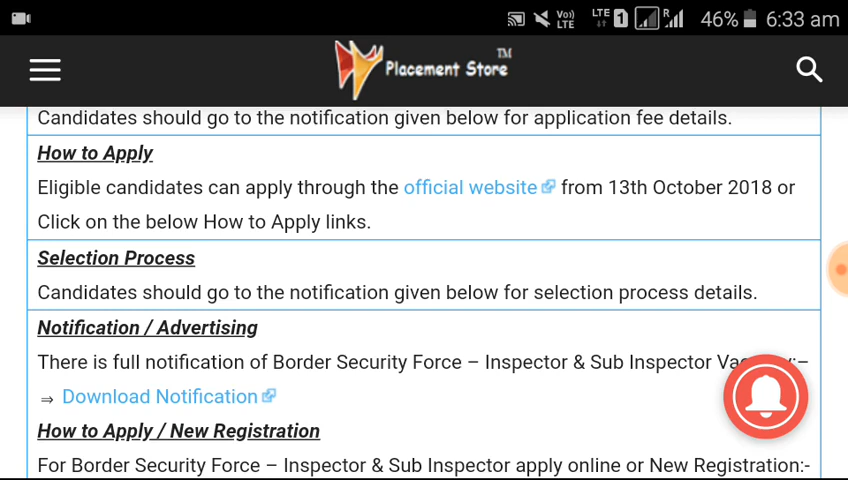 Vo)) LTE LTE 1 R 46% 6:33 am
Placement Store TM
Candidates should go to the notification given below for application fee details.
How to Apply
Eligible candidates can apply through the official website from 13th October 2018 or
Click on the below How to Apply links.
Selection Process
Candidates should go to the notification given below for selection process details.
Notification / Advertising
There is full notification of Border Security Force – Inspector & Sub Inspector
⇒ Download Notification
How to Apply / New Registration
For Border Security Force – Inspector & Sub Inspector apply online or New Registration:-